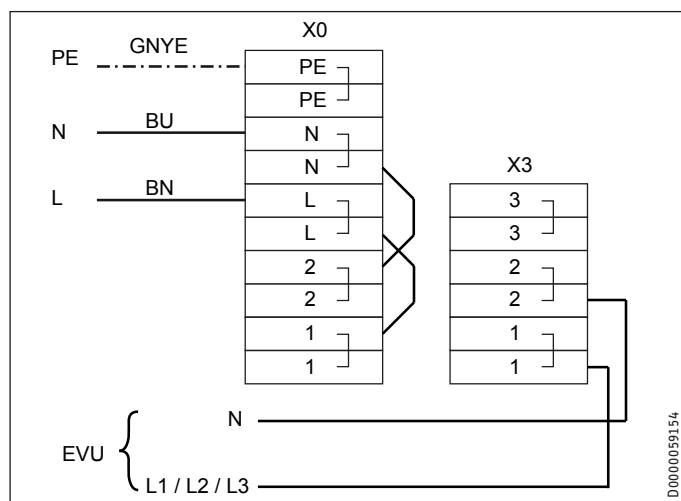 X0
PE GNYE PE
PE
N BU N
N X3
L BN L 3
L 3
2 2
2 2
1 1
1 1
N
EVU
L1 / L2 / L3
D0000059154